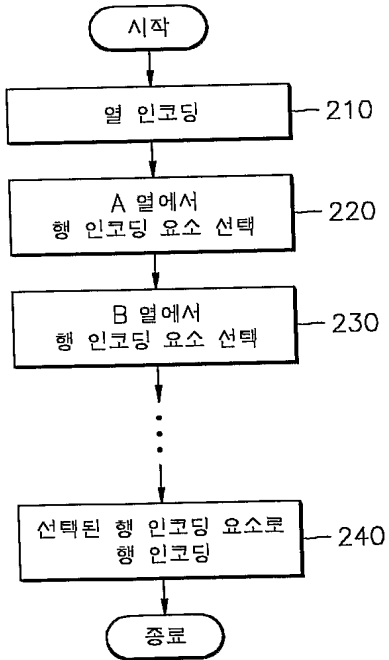 시작
열 인코딩
210
A 열에서
행 인코딩 요소 선택
220
B 열에서
행 인코딩 요소 선택
230
선택된 행 인코딩 요소로
행 인코딩
240
종료